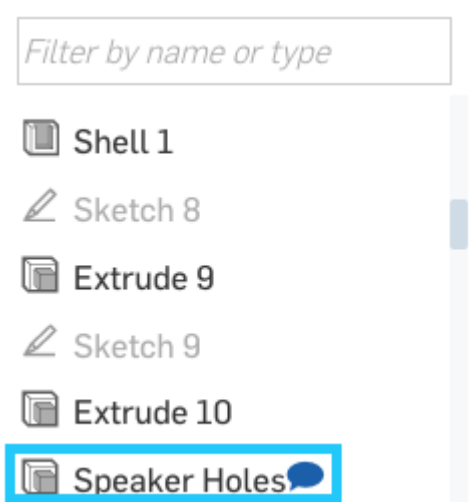 Filter by name or type
Shell 1
Sketch 8
Extrude 9
Sketch 9
Extrude 10
Speaker Holes